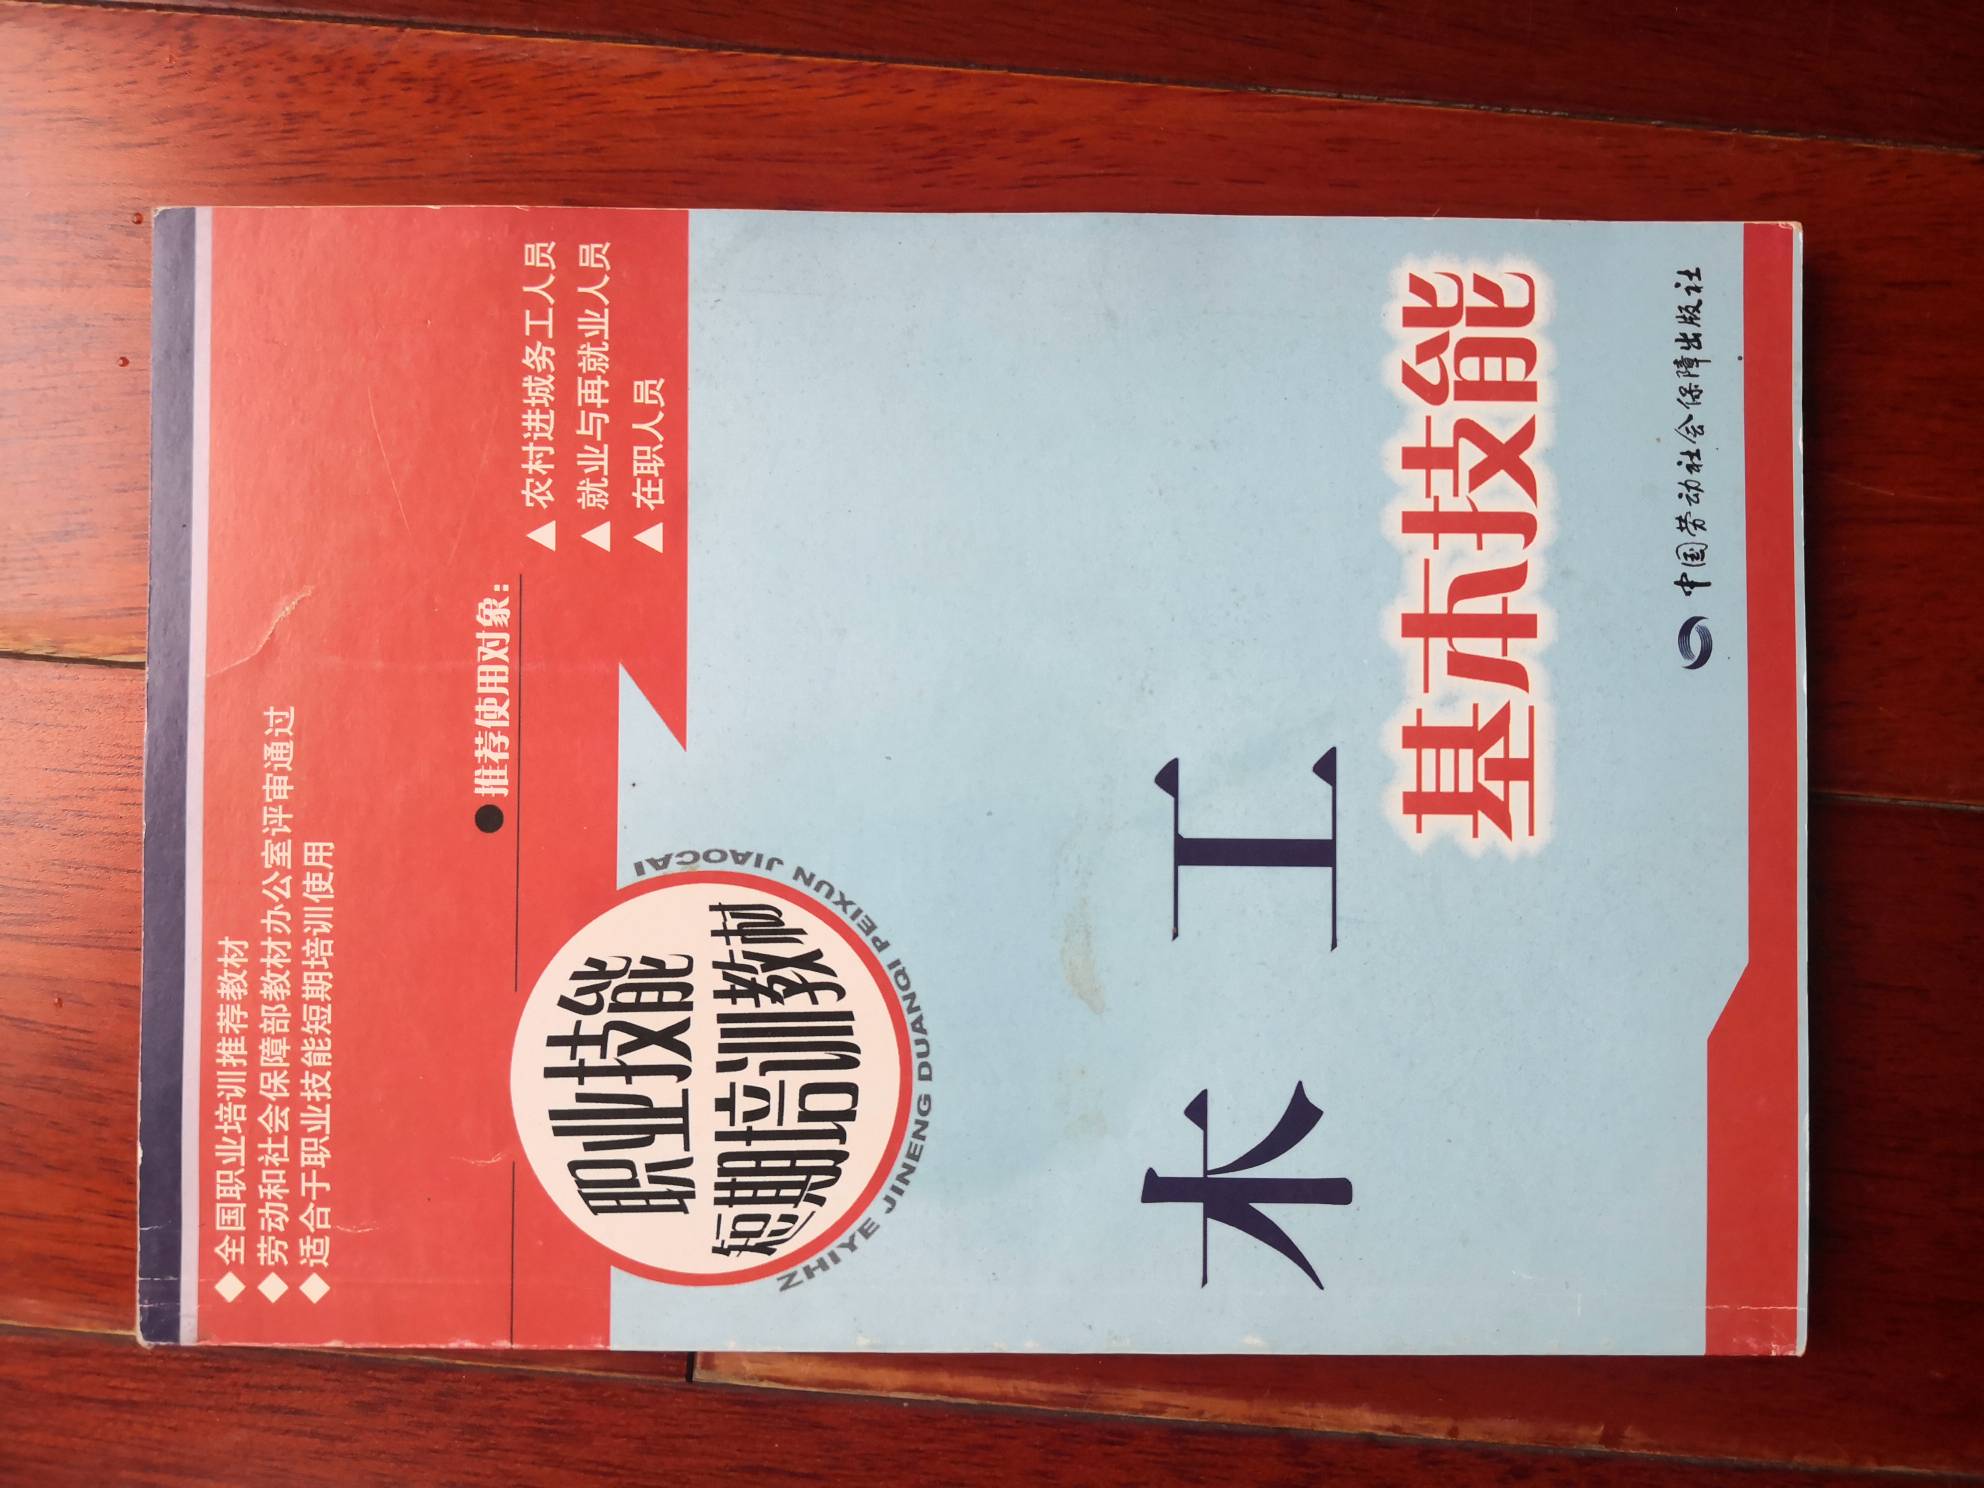 ◆全国职业培训推荐教材
◆劳动和社会保障部教材办公室评审通过
◆适合于职业技能短期培训使用
●推荐使用对象:
▲农村进城务工人员
▲就业与再就业人员
▲在职人员
职业技能
短期培训教材
ZHIYE JINENG DUANQI PEIXUN JIAOCAI
木工
基本技能
中国劳动社会保障出版社